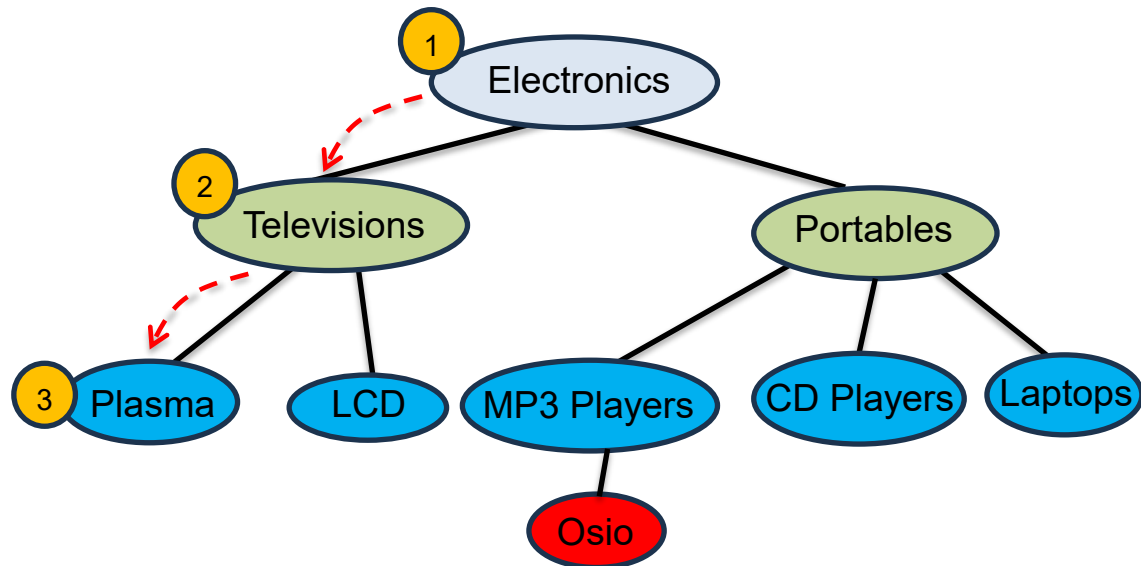 1
Electronics
2
Televisions
Portables
3
Plasma
LCD
MP3 Players
CD Players
Laptops
Osio